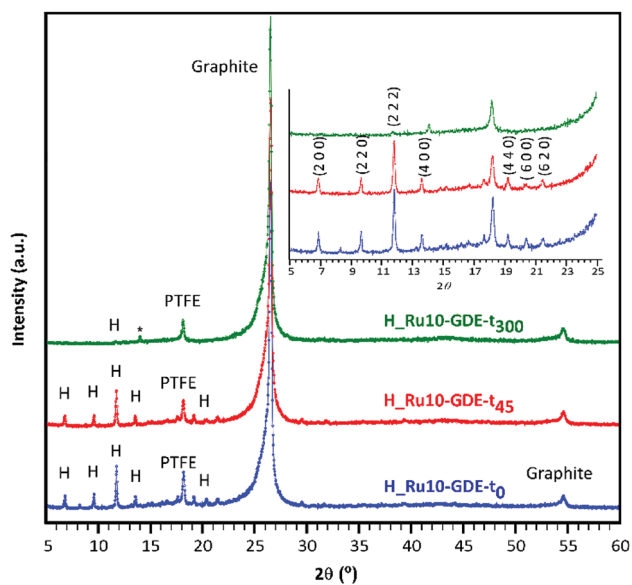 Graphite
(2 0 0)
(2 2 0)
(2 2 2)
(4 0 0)
(4 4 0)
(6 0 0)
(6 2 0)
5 7 9 11 13 15 17 19 21 23 25
2θ
Intensity (a.u.)
H * PTFE
H_Ru10-GDE-t300
H H H H PTFE H
H_Ru10-GDE-t45
H H H H PTFE H
Graphite
H_Ru10-GDE-t0
5 10 15 20 25 30 35 40 45 50 55 60
2θ (°)